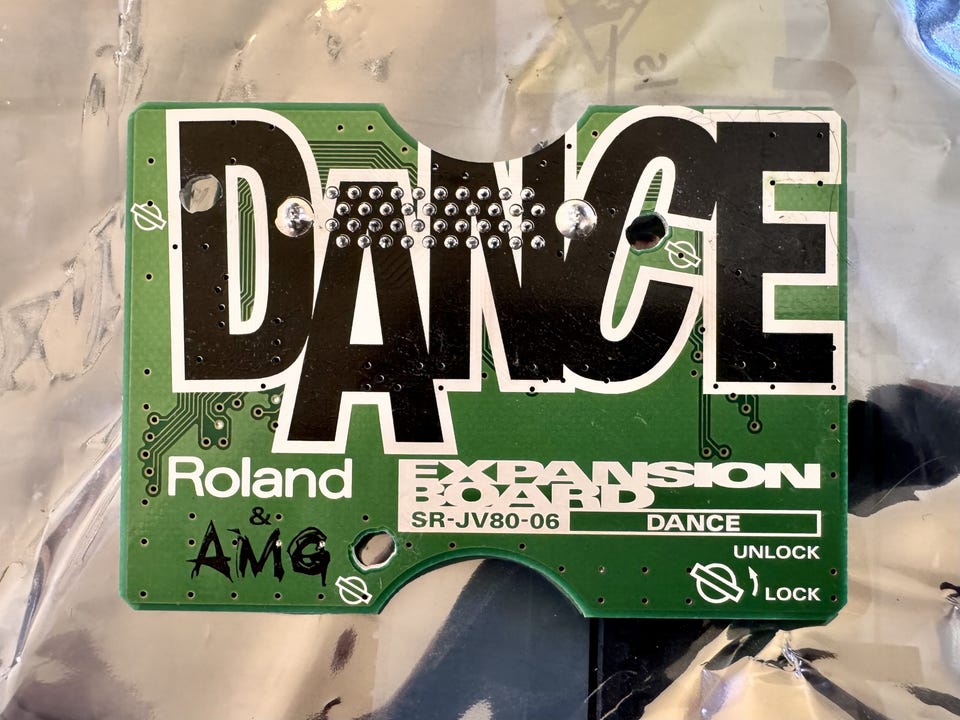 DANCE
Roland
&
AMG
EXPANSION
BOARD
SR-JV80-06 DANCE
UNLOCK
LOCK